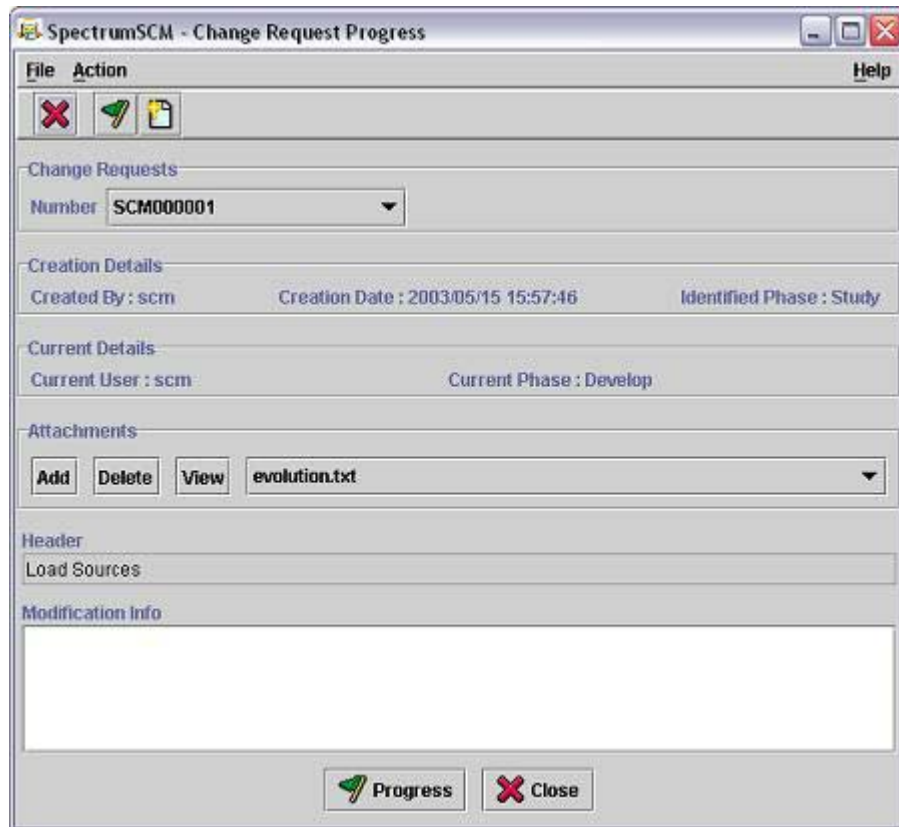 SpectrumSCM - Change Request Progress
File Action Help
Change Requests
Number SCM000001
Creation Details
Created By : scm Creation Date : 2003/05/15 15:57:46 Identified Phase : Study
Current Details
Current User : scm Current Phase : Develop
Attachments
Add Delete View evolution.txt
Header
Load Sources
Modification Info
Progress Close